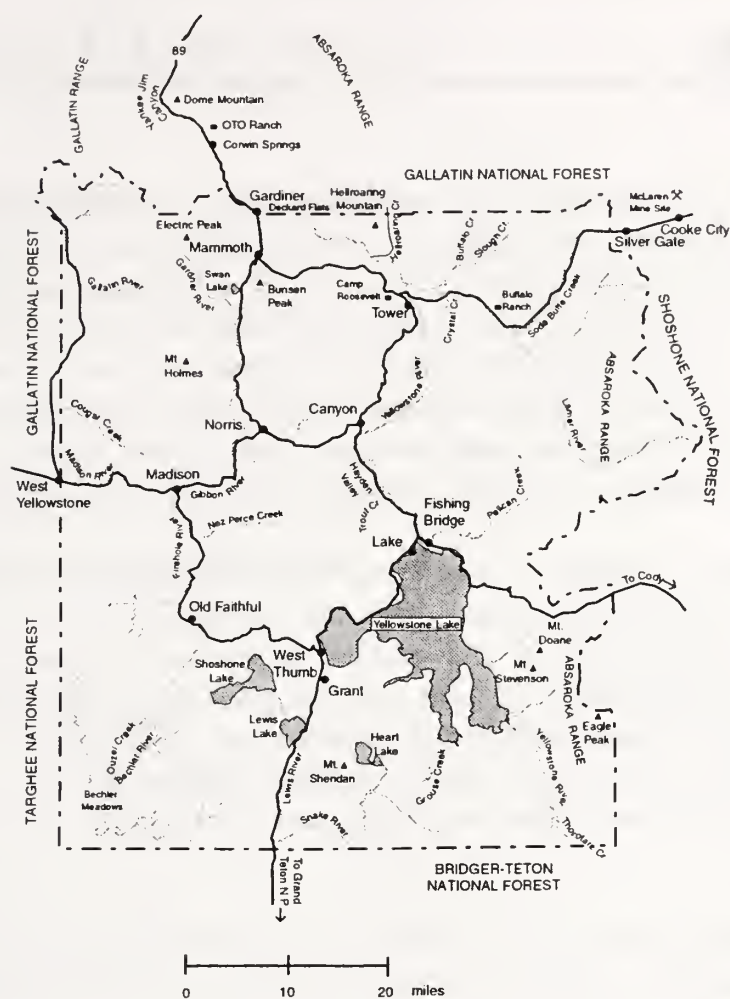 89
ABSAROKA RANGE
GALLATIN RANGE
Yankee Jim
Canyon
Dome Mountain
OTO Ranch
Corwin Springs
GALLATIN NATIONAL FOREST
Gardiner
Deckard Flats
Hellroaring
Mountain
Hellroaring Cr
McLaren
Mine Site
Cooke City
Silver Gate
Electric Peak
Mammoth
Buffalo Cr
Slough Cr
Gallatin River
Gardner River
Swan
Lake
Bunsen
Peak
Camp
Roosevelt
Tower
Crystal Cr
Buffalo
Ranch
Soda Butte Creek
SHOSHONE NATIONAL FOREST
GALLATIN NATIONAL FOREST
Mt
Holmes
ABSAROKA RANGE
Lamar River
Cougar Creek
Norris
Canyon
Yellowstone River
Madison River
Madison
Gibbon River
West
Yellowstone
Hayden
Valley
Trout Cr
Pelican Creek
Fishing
Bridge
Nez Perce Creek
Firehole River
Lake
To Cody
Old Faithful
Yellowstone Lake
Mt.
Doane
Mt
Stevenson
West
Thumb
Grant
Shoshone
Lake
ABSAROKA RANGE
Eagle
Peak
TARGHEE NATIONAL FOREST
Lewis
Lake
Heart
Lake
Ouzel Creek
Bechler River
Mt.
Sheridan
Lewis River
Grouse Creek
Yellowstone River
Bechler
Meadows
Snake River
Thorofare Cr
BRIDGER-TETON
NATIONAL FOREST
To Grand
Teton N P
0 10 20 miles